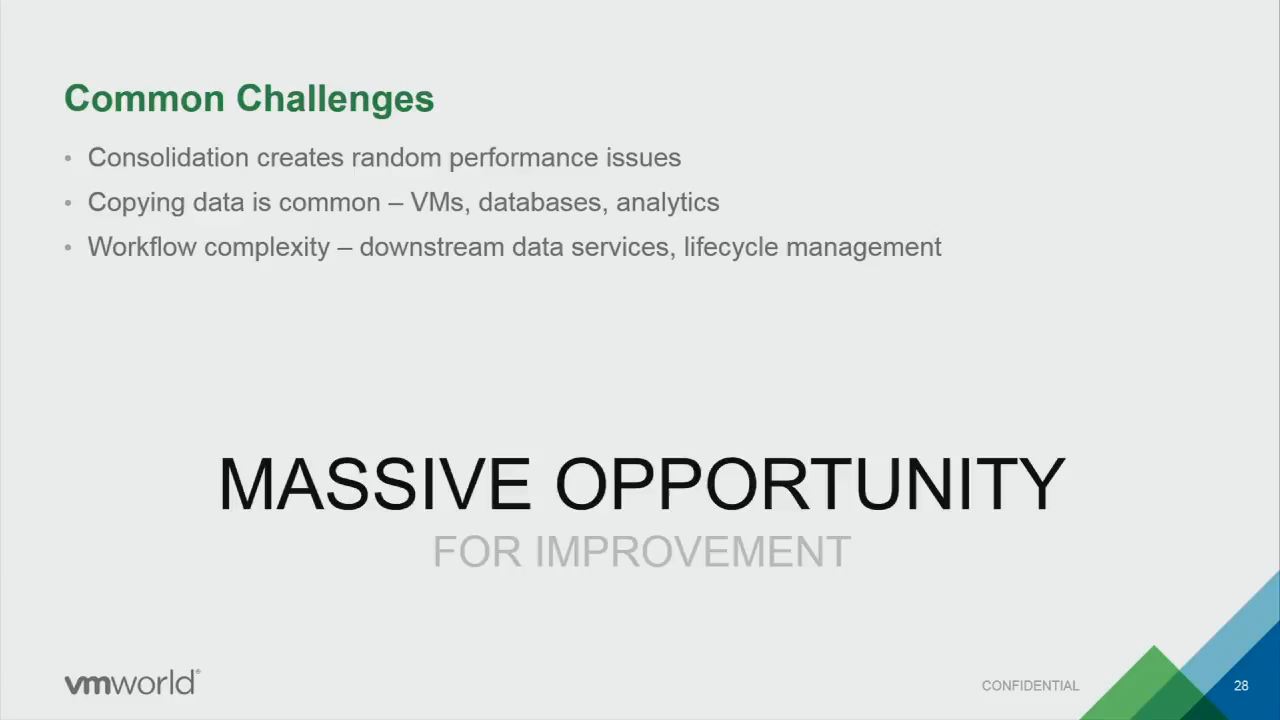 Common Challenges
• Consolidation creates random performance issues
• Copying data is common – VMs, databases, analytics
• Workflow complexity – downstream data services, lifecycle management
MASSIVE OPPORTUNITY
FOR IMPROVEMENT
vmworld®
CONFIDENTIAL
28